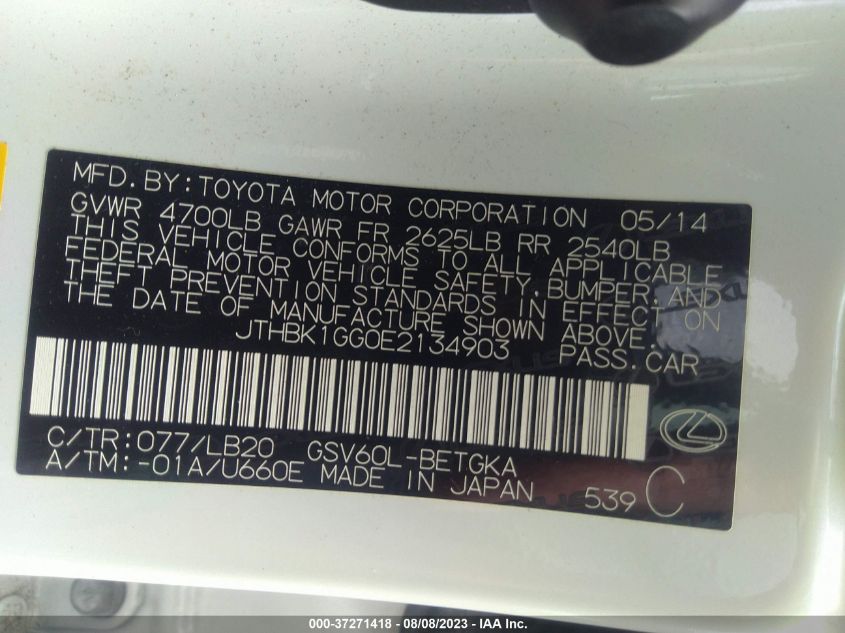 MFD. BY: TOYOTA MOTOR CORPORATION 05/14
GVWR 4700LB GAWR FR 2625LB RR 2540LB
THIS VEHICLE CONFORMS TO ALL APPLICABLE
FEDERAL MOTOR VEHICLE SAFETY, BUMPER, AND
THEFT PREVENTION STANDARDS IN EFFECT ON
THE DATE OF MANUFACTURE SHOWN ABOVE.
JTHBK1GG0E2134903 PASS. CAR
C/TR: 077/LB20 GSV60L-BETGKA
A/TM: -01A/U660E MADE IN JAPAN 539 C
000-37271418 - 08/08/2023 - IAA Inc.